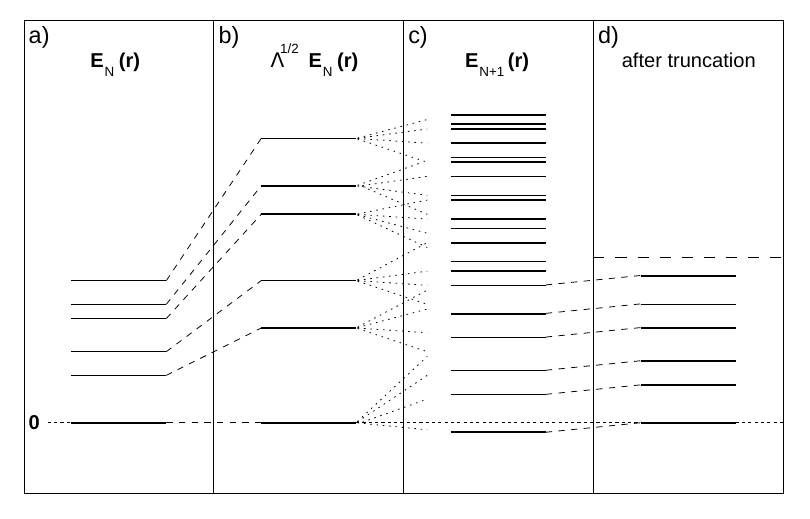 a)
E_N (r)
b)
Λ^1/2 E_N (r)
c)
E_N+1 (r)
d)
after truncation
0